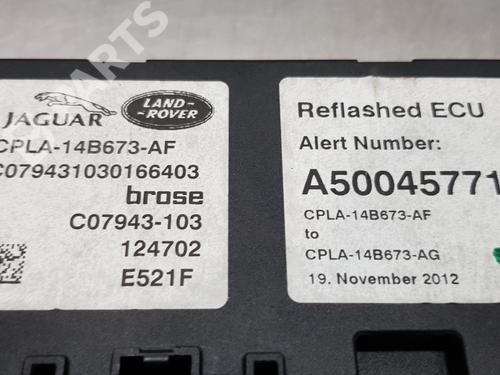 JAGUAR
LAND-
ROVER
CPLA-14B673-AF
C079431030166403
brose
C07943-103
124702
E521F
Reflashed ECU
Alert Number:
A50045771
CPLA-14B673-AF
to
CPLA-14B673-AG
19. November 2012